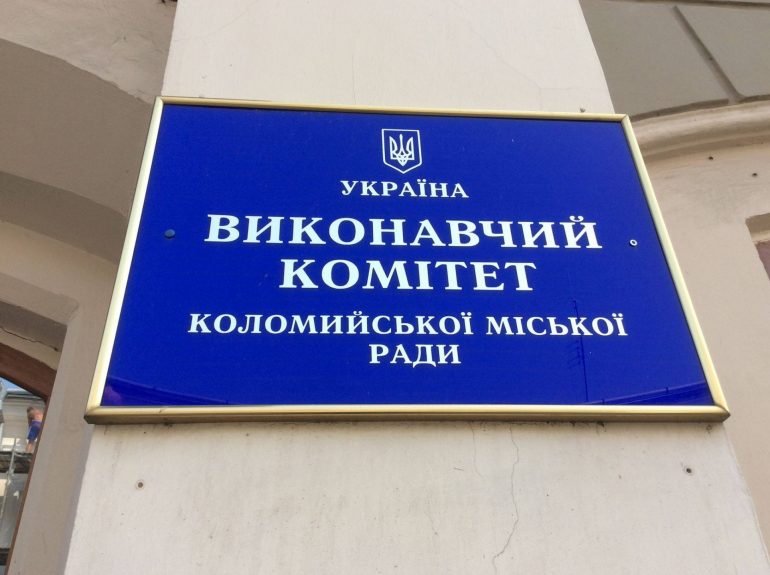 УКРАЇНА
ВИКОНАВЧИЙ
КОМІТЕТ
КОЛОМИЙСЬКОЇ МІСЬКОЇ
РАДИ